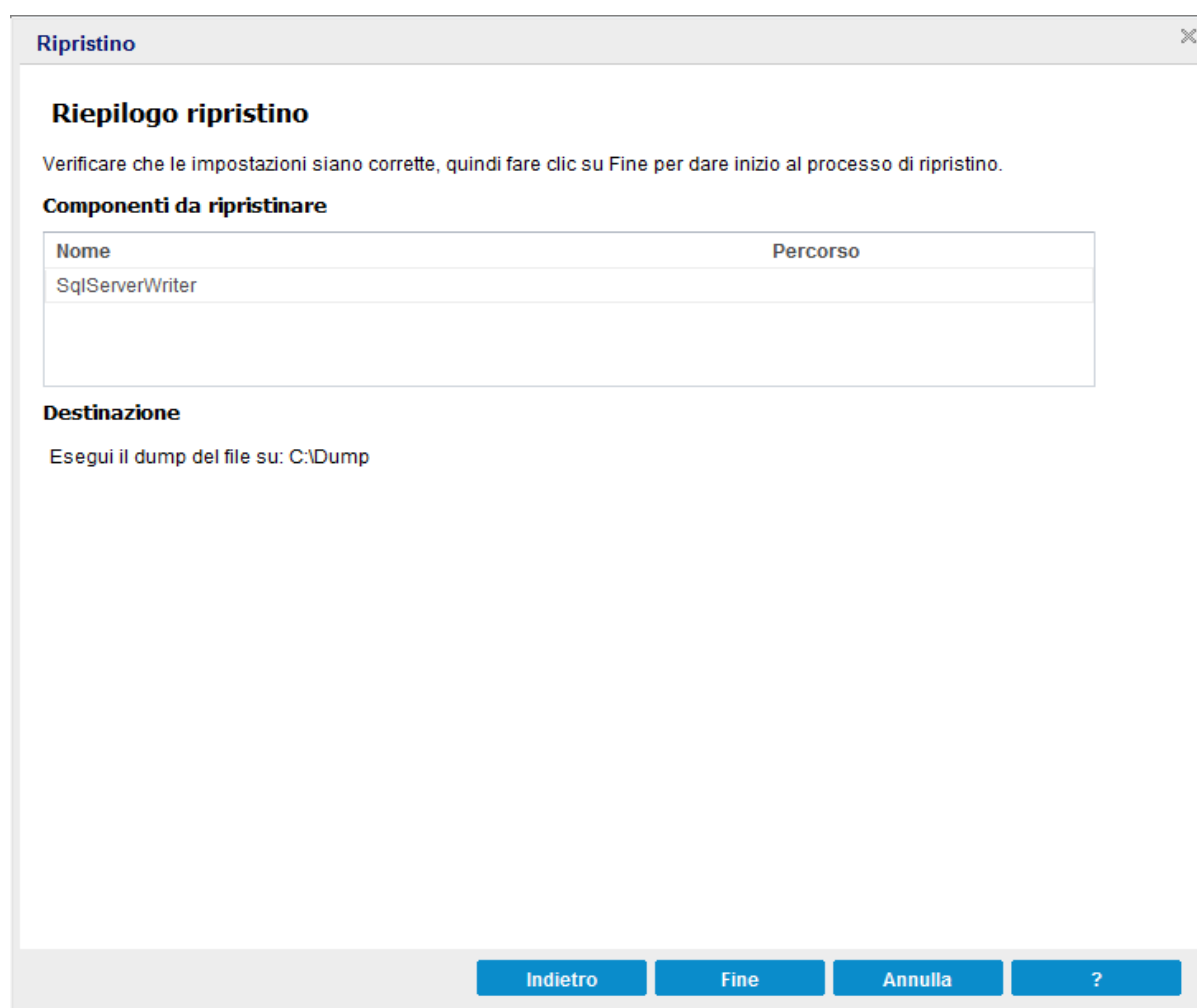 Ripristino
Riepilogo ripristino
Verificare che le impostazioni siano corrette, quindi fare clic su Fine per dare inizio al processo di ripristino.
Componenti da ripristinare
Nome Percorso
SqlServerWriter
Destinazione
Esegui il dump del file su: C:\Dump
Indietro Fine Annulla ?